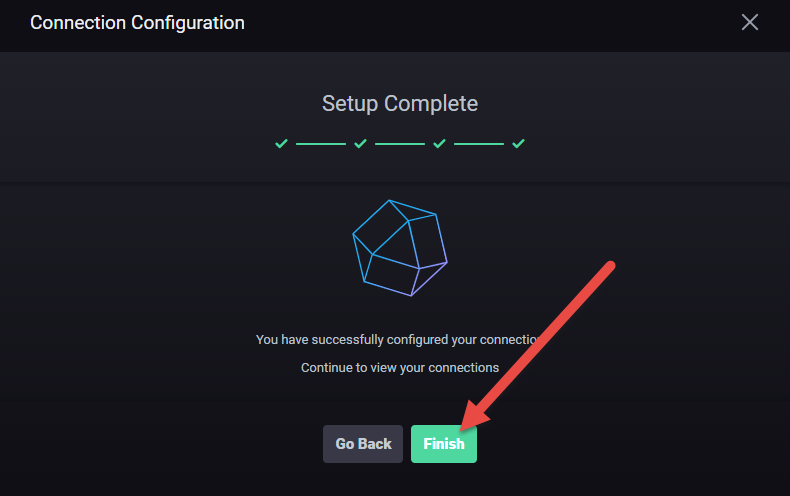 Connection Configuration
Setup Complete
You have successfully configured your connection
Continue to view your connections
Go Back
Finish